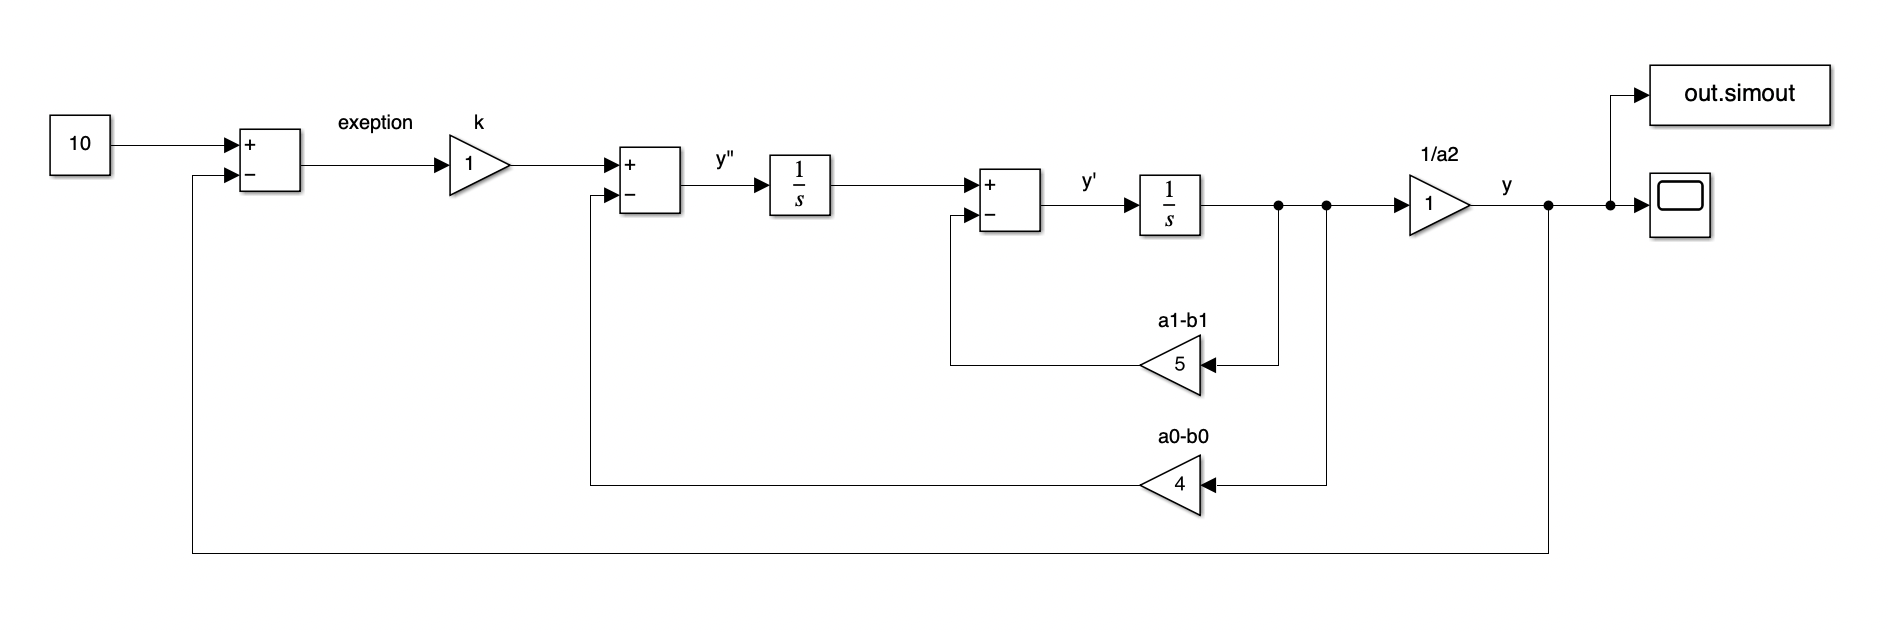 out.simout
10
+
−
exeption
k
1
+
−
y"
1
s
+
−
y'
1
s
1/a2
1
y
a1-b1
5
a0-b0
4